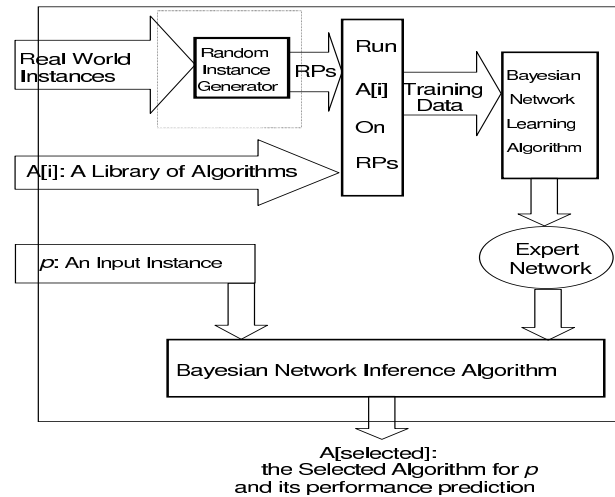 Real World
Instances
Random
Instance
Generator
RPs
Run
A[i]
On
RPs
Training
Data
Bayesian
Network
Learning
Algorithm
A[i]: A Library of Algorithms
p: An Input Instance
Expert
Network
Bayesian Network Inference Algorithm
A[selected]:
the Selected Algorithm for p
and its performance prediction